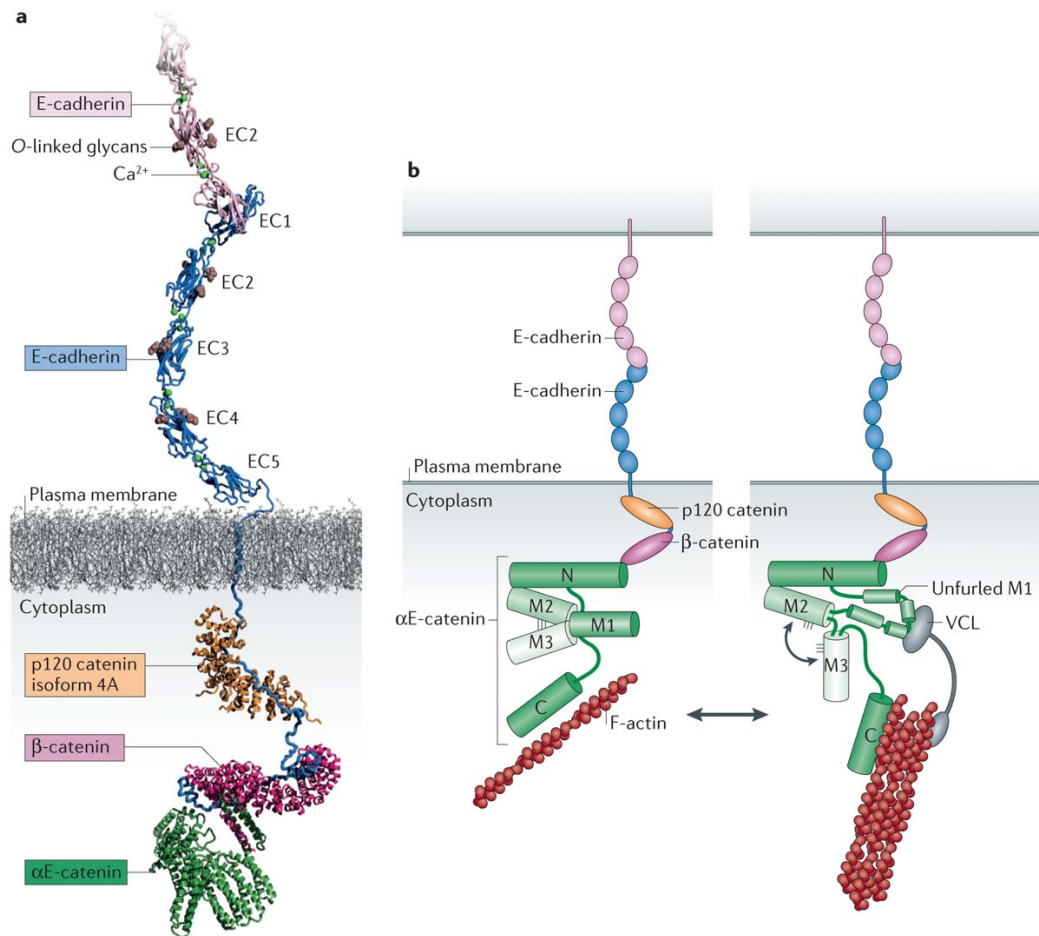 a
E-cadherin
O-linked glycans
EC2
Ca2+
EC1
EC2
E-cadherin
EC3
EC4
EC5
Plasma membrane
Cytoplasm
p120 catenin
isoform 4A
β-catenin
αE-catenin
b
E-cadherin
E-cadherin
Plasma membrane
Cytoplasm
p120 catenin
β-catenin
N
αE-catenin
M2
M1
M3
C
F-actin
N
Unfurled M1
M2
VCL
M3
C